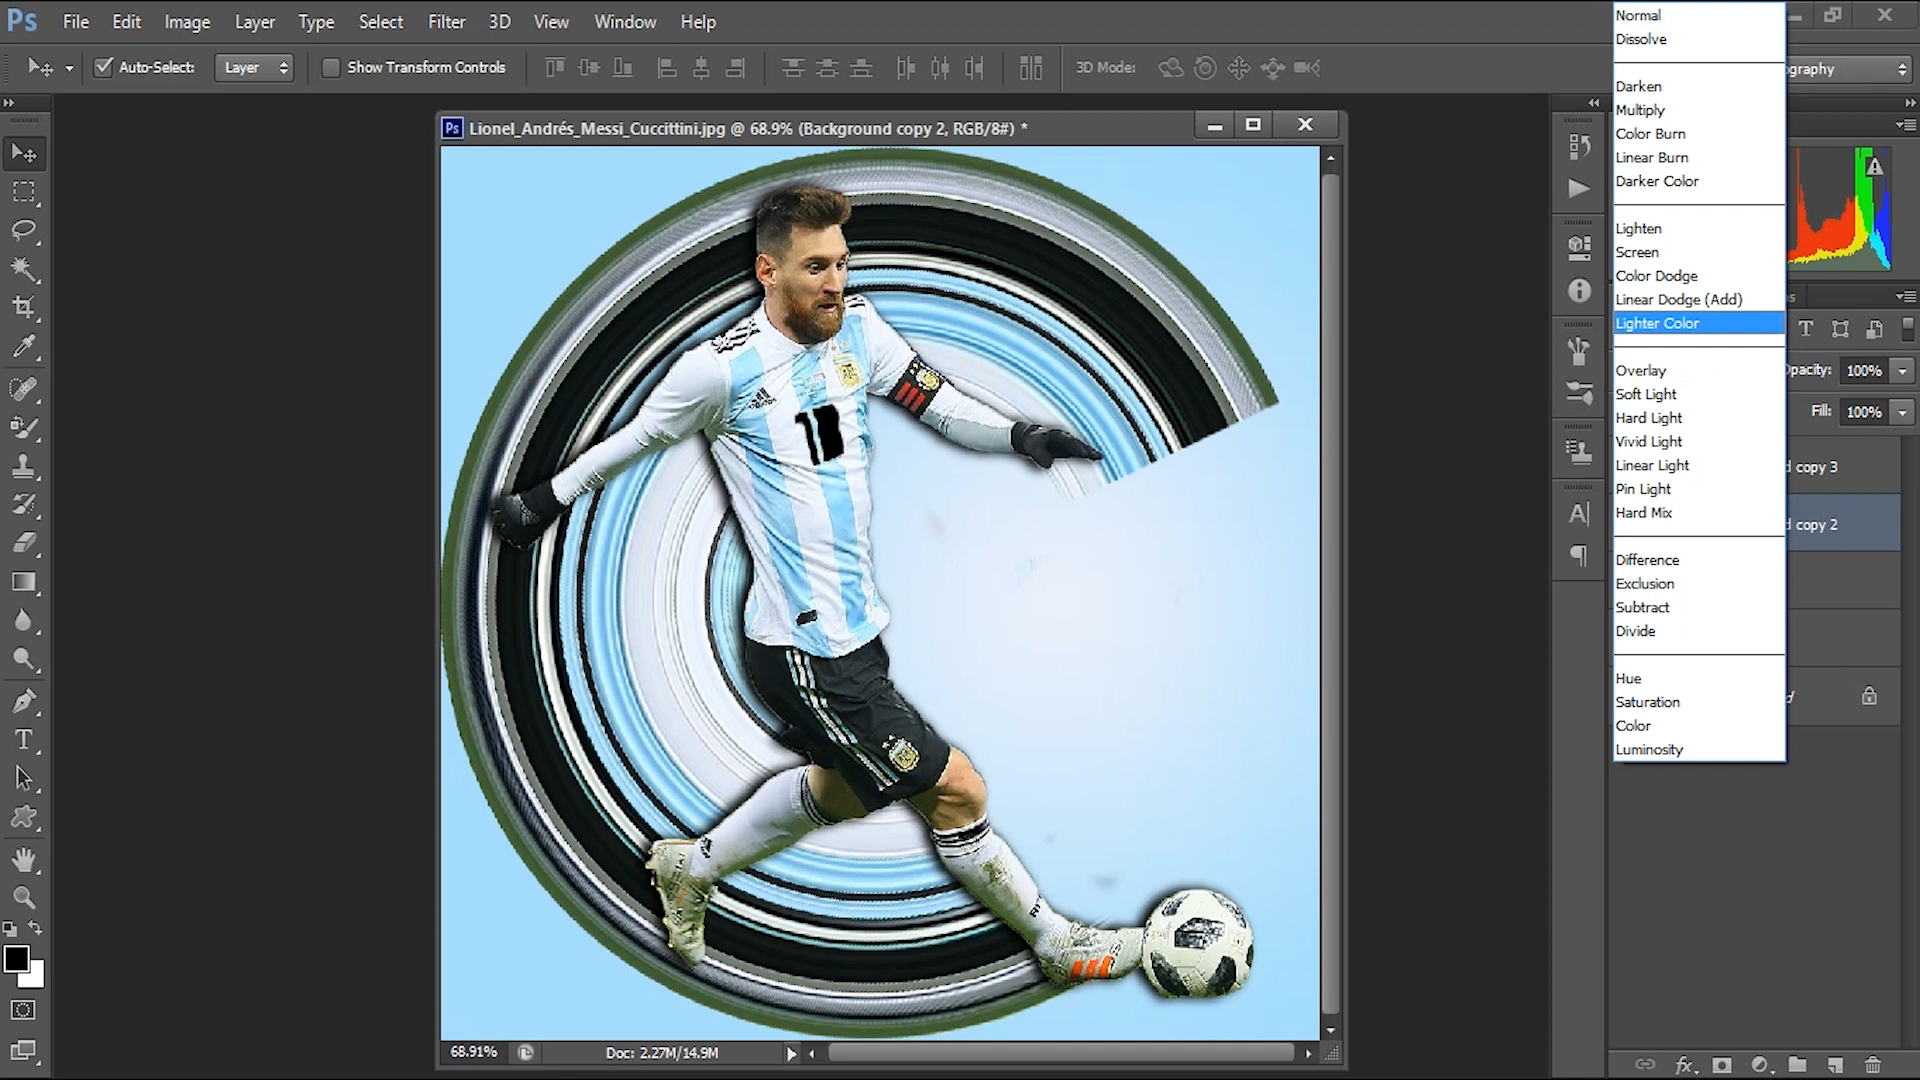 Ps File Edit Image Layer Type Select Filter 3D View Window Help
Auto-Select: Layer Show Transform Controls 3D Mode:
Ps Lionel_Andrés_Messi_Cuccittini.jpg @ 68.9% (Background copy 2, RGB/8#) *
10
68.91% Doc: 2.27M/14.9M
Normal
Dissolve
Darken
Multiply
Color Burn
Linear Burn
Darker Color
Lighten
Screen
Color Dodge
Linear Dodge (Add)
Lighter Color
Overlay
Soft Light
Hard Light
Vivid Light
Linear Light
Pin Light
Hard Mix
Difference
Exclusion
Subtract
Divide
Hue
Saturation
Color
Luminosity
Opacity: 100%
Fill: 100%
copy 3
copy 2